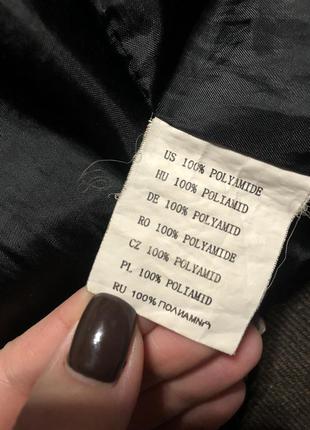 US 100% POLYAMIDE
HU 100% POLIAMID
DE 100% POLYAMID
RO 100% POLYAMIDE
CZ 100% POLYAMID
PL 100% POLIAMID
RU 100%